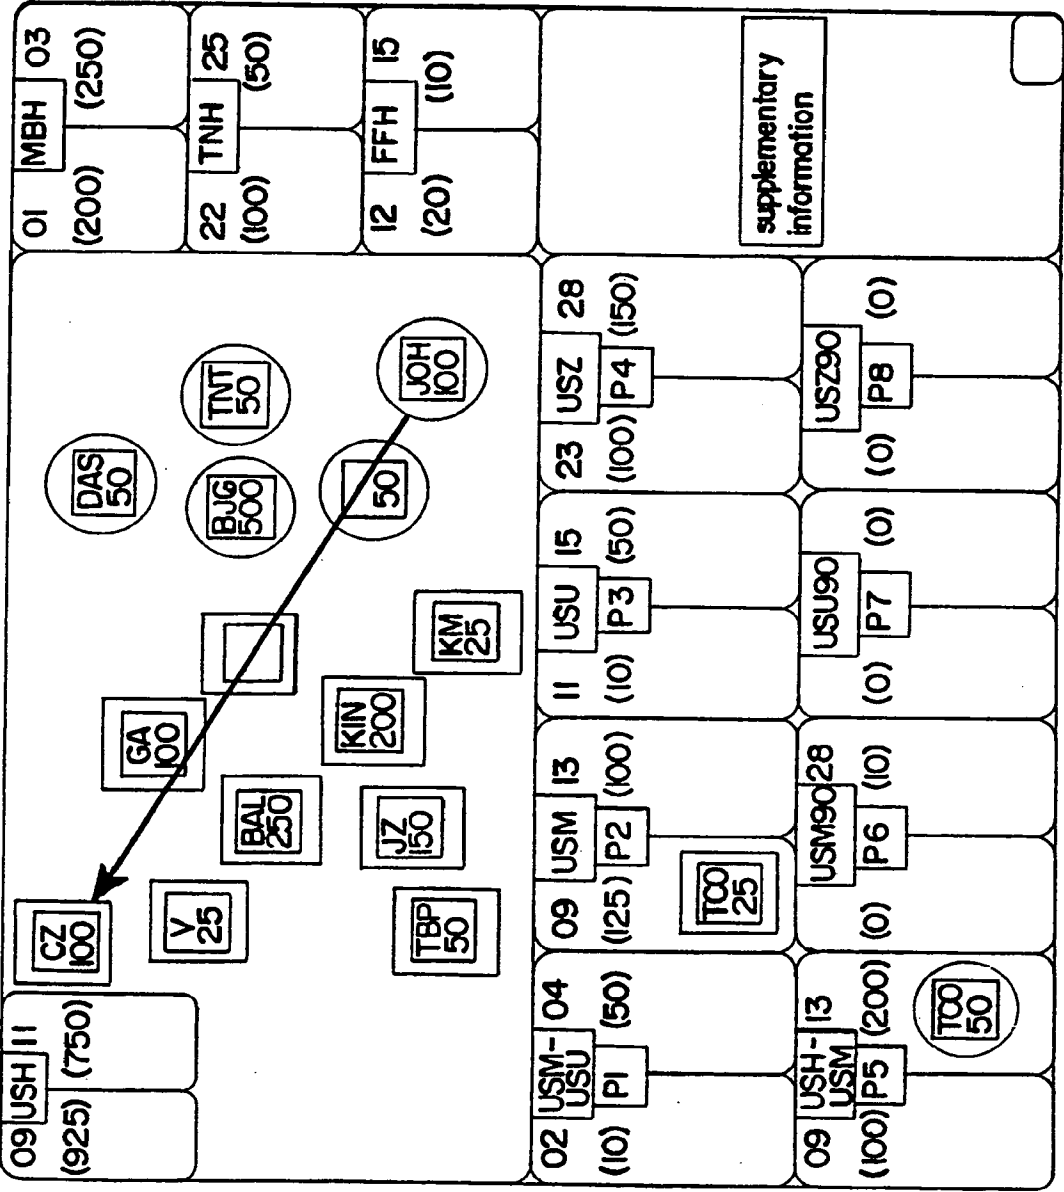 09 USH 11
(925) (750)
CZ
100
V
25
TBP
50
GA
100
BAL
250
JZ
150
KIN
200
KM
25
DAS
50
BJG
500
50
TNT
50
JOH
100
01 MBH 03
(200) (250)
22 TNH 25
(100) (50)
12 FFH 15
(20) (10)
02 USM-USU 04
(10) P1 (50)
09 USM 13
(125) P2 (100)
TCO
25
11 USU 15
(10) P3 (50)
23 USZ 28
(100) P4 (150)
09 USH-USM 13
(100) P5 (200)
TCO
50
USM90 28
(0) P6 (10)
USU90
(0) P7 (0)
USZ90
(0) P8 (0)
supplementary
information